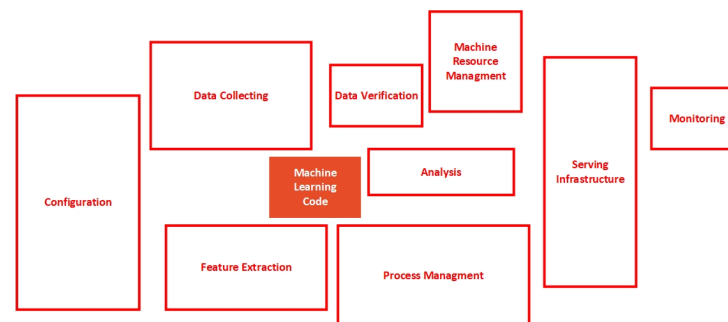 Machine
Resource
Managment
Data Collecting
Data Verification
Monitoring
Machine
Learning
Code
Analysis
Serving
Infrastructure
Configuration
Feature Extraction
Process Managment